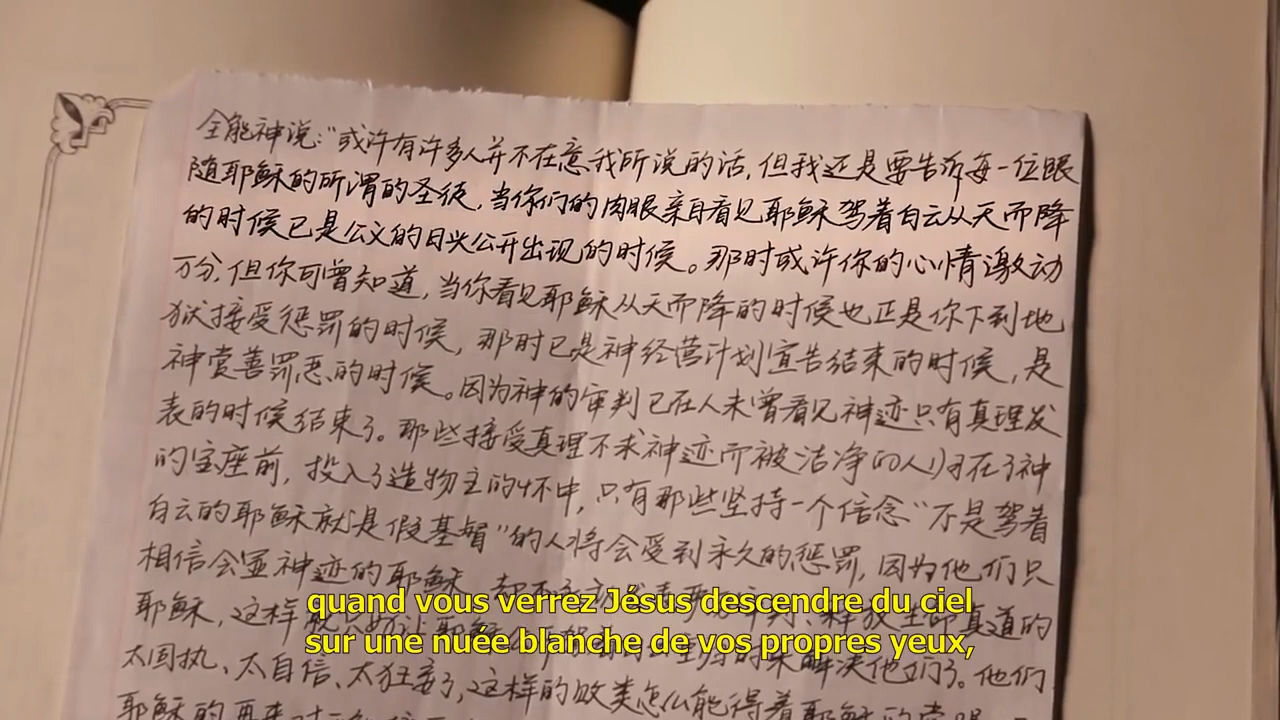 全能神说：“或许有许多人并不在意我所说的话，但我还是要告诉每一位跟
随耶稣的所谓的圣徒，当你们的肉眼亲自看见耶稣驾着白云从天而降
的时候已是公义的日头公开出现的时候。那时或许你的心情激动
万分，但你可曾知道，当你看见耶稣从天而降的时候也正是你下到地
狱接受惩罚的时候，那时已是神经营计划宣告结束的时候，是
神赏善罚恶的时候。因为神的审判已在人未曾看见神迹只有真理发
表的时候结束了。那些接受真理不求神迹而被洁净的人归在了神
的宝座前，投入了造物主的怀中，只有那些坚持一个信念“不是驾着
白云的耶稣就是假基督”的人将会受到永久的惩罚，因为他们只
相信会显神迹的耶稣
耶稣，这样 真道的
太固执、太自信、太狂妄了，这样的败类怎么能得着
耶稣的再来
quand vous verrez Jésus descendre du ciel
sur une nuée blanche de vos propres yeux,